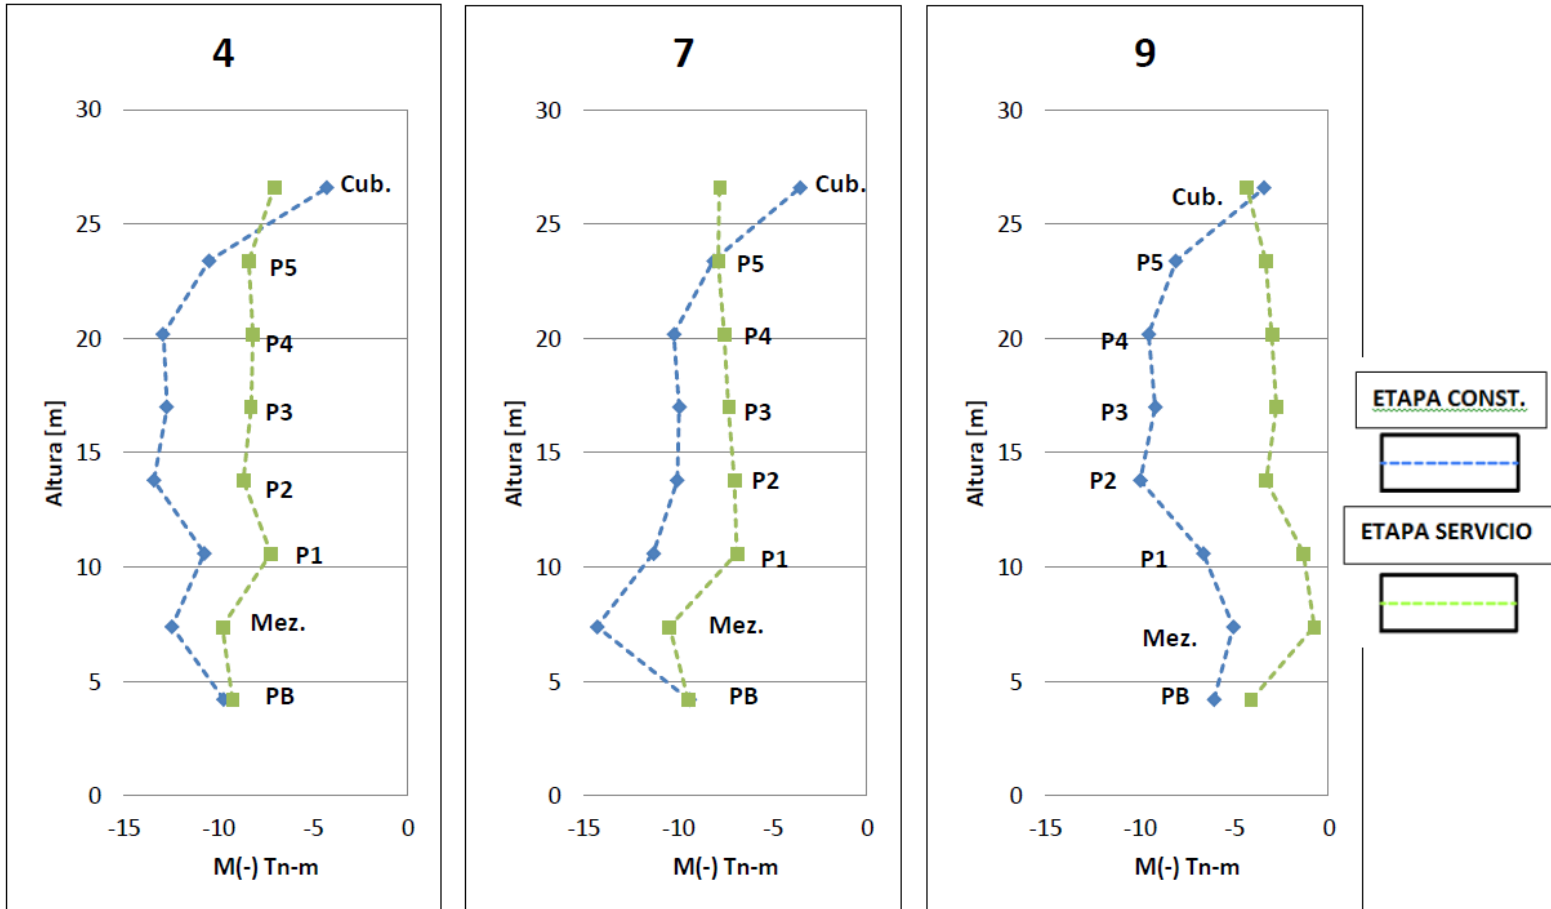 4
30
25
20
15
10
5
0
-15 -10 -5 0
Altura [m]
M(-) Tn-m
Cub.
P5
P4
P3
P2
P1
Mez.
PB
7
30
25
20
15
10
5
0
-15 -10 -5 0
Altura [m]
M(-) Tn-m
Cub.
P5
P4
P3
P2
P1
Mez.
PB
9
30
25
20
15
10
5
0
-15 -10 -5 0
Altura [m]
M(-) Tn-m
Cub.
P5
P4
P3
P2
P1
Mez.
PB
ETAPA CONST.
ETAPA SERVICIO